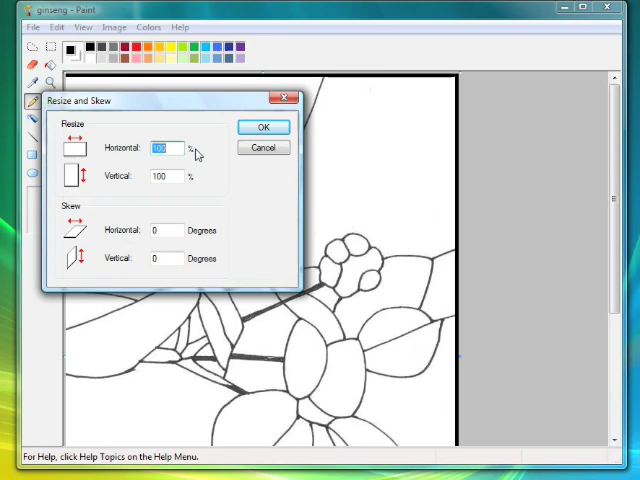 ginseng - Paint
File Edit View Image Colors Help
Resize and Skew
Resize
Horizontal: 100 %
OK
Cancel
Vertical: 100 %
Skew
Horizontal: 0 Degrees
Vertical: 0 Degrees
For Help, click Help Topics on the Help Menu.